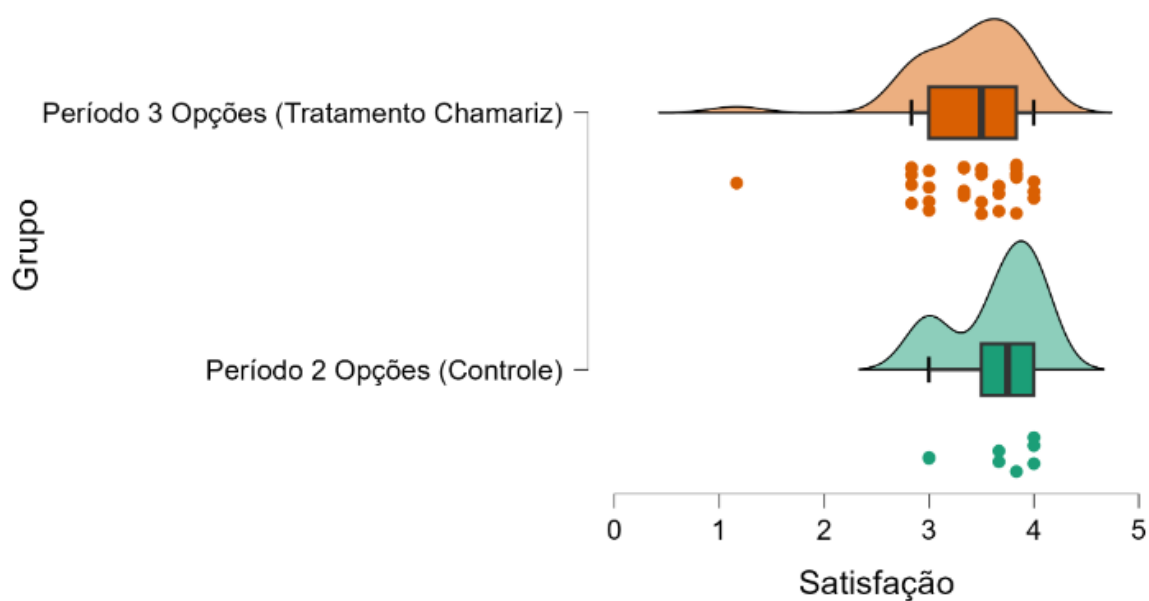 Período 3 Opções (Tratamento Chamariz)
Grupo
Período 2 Opções (Controle)
0 1 2 3 4 5
Satisfação